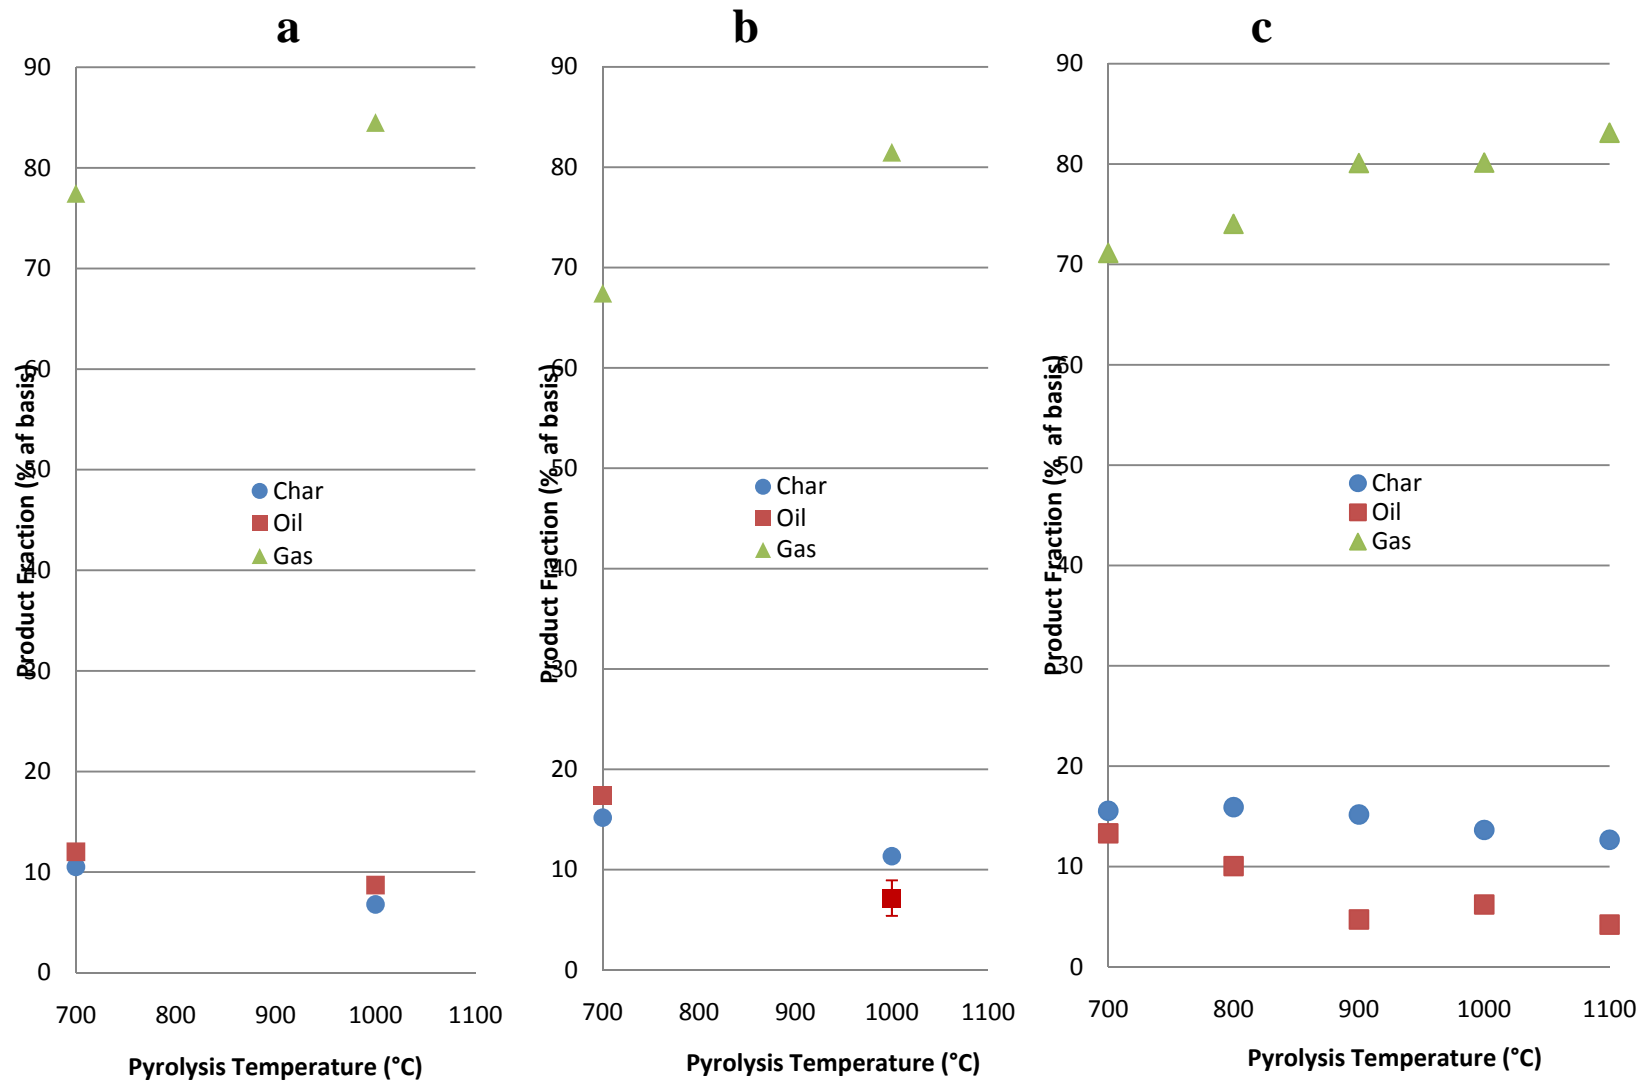 a
90
80
70
60
50
40
30
20
10
0
700 800 900 1000 1100
Product Fraction (% af basis)
Char
Oil
Gas
Pyrolysis Temperature (°C)
b
90
80
70
60
50
40
30
20
10
0
700 800 900 1000 1100
Product Fraction (% af basis)
Char
Oil
Gas
Pyrolysis Temperature (°C)
c
90
80
70
60
50
40
30
20
10
0
700 800 900 1000 1100
Product Fraction (% af basis)
Char
Oil
Gas
Pyrolysis Temperature (°C)